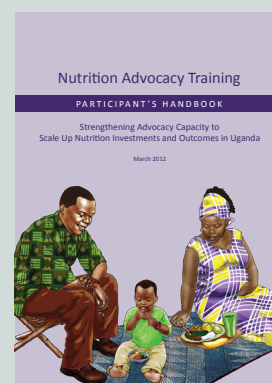 Nutrition Advocacy Training
PARTICIPANT'S HANDBOOK
Strengthening Advocacy Capacity to
Scale Up Nutrition Investments and Outcomes in Uganda
March 2012